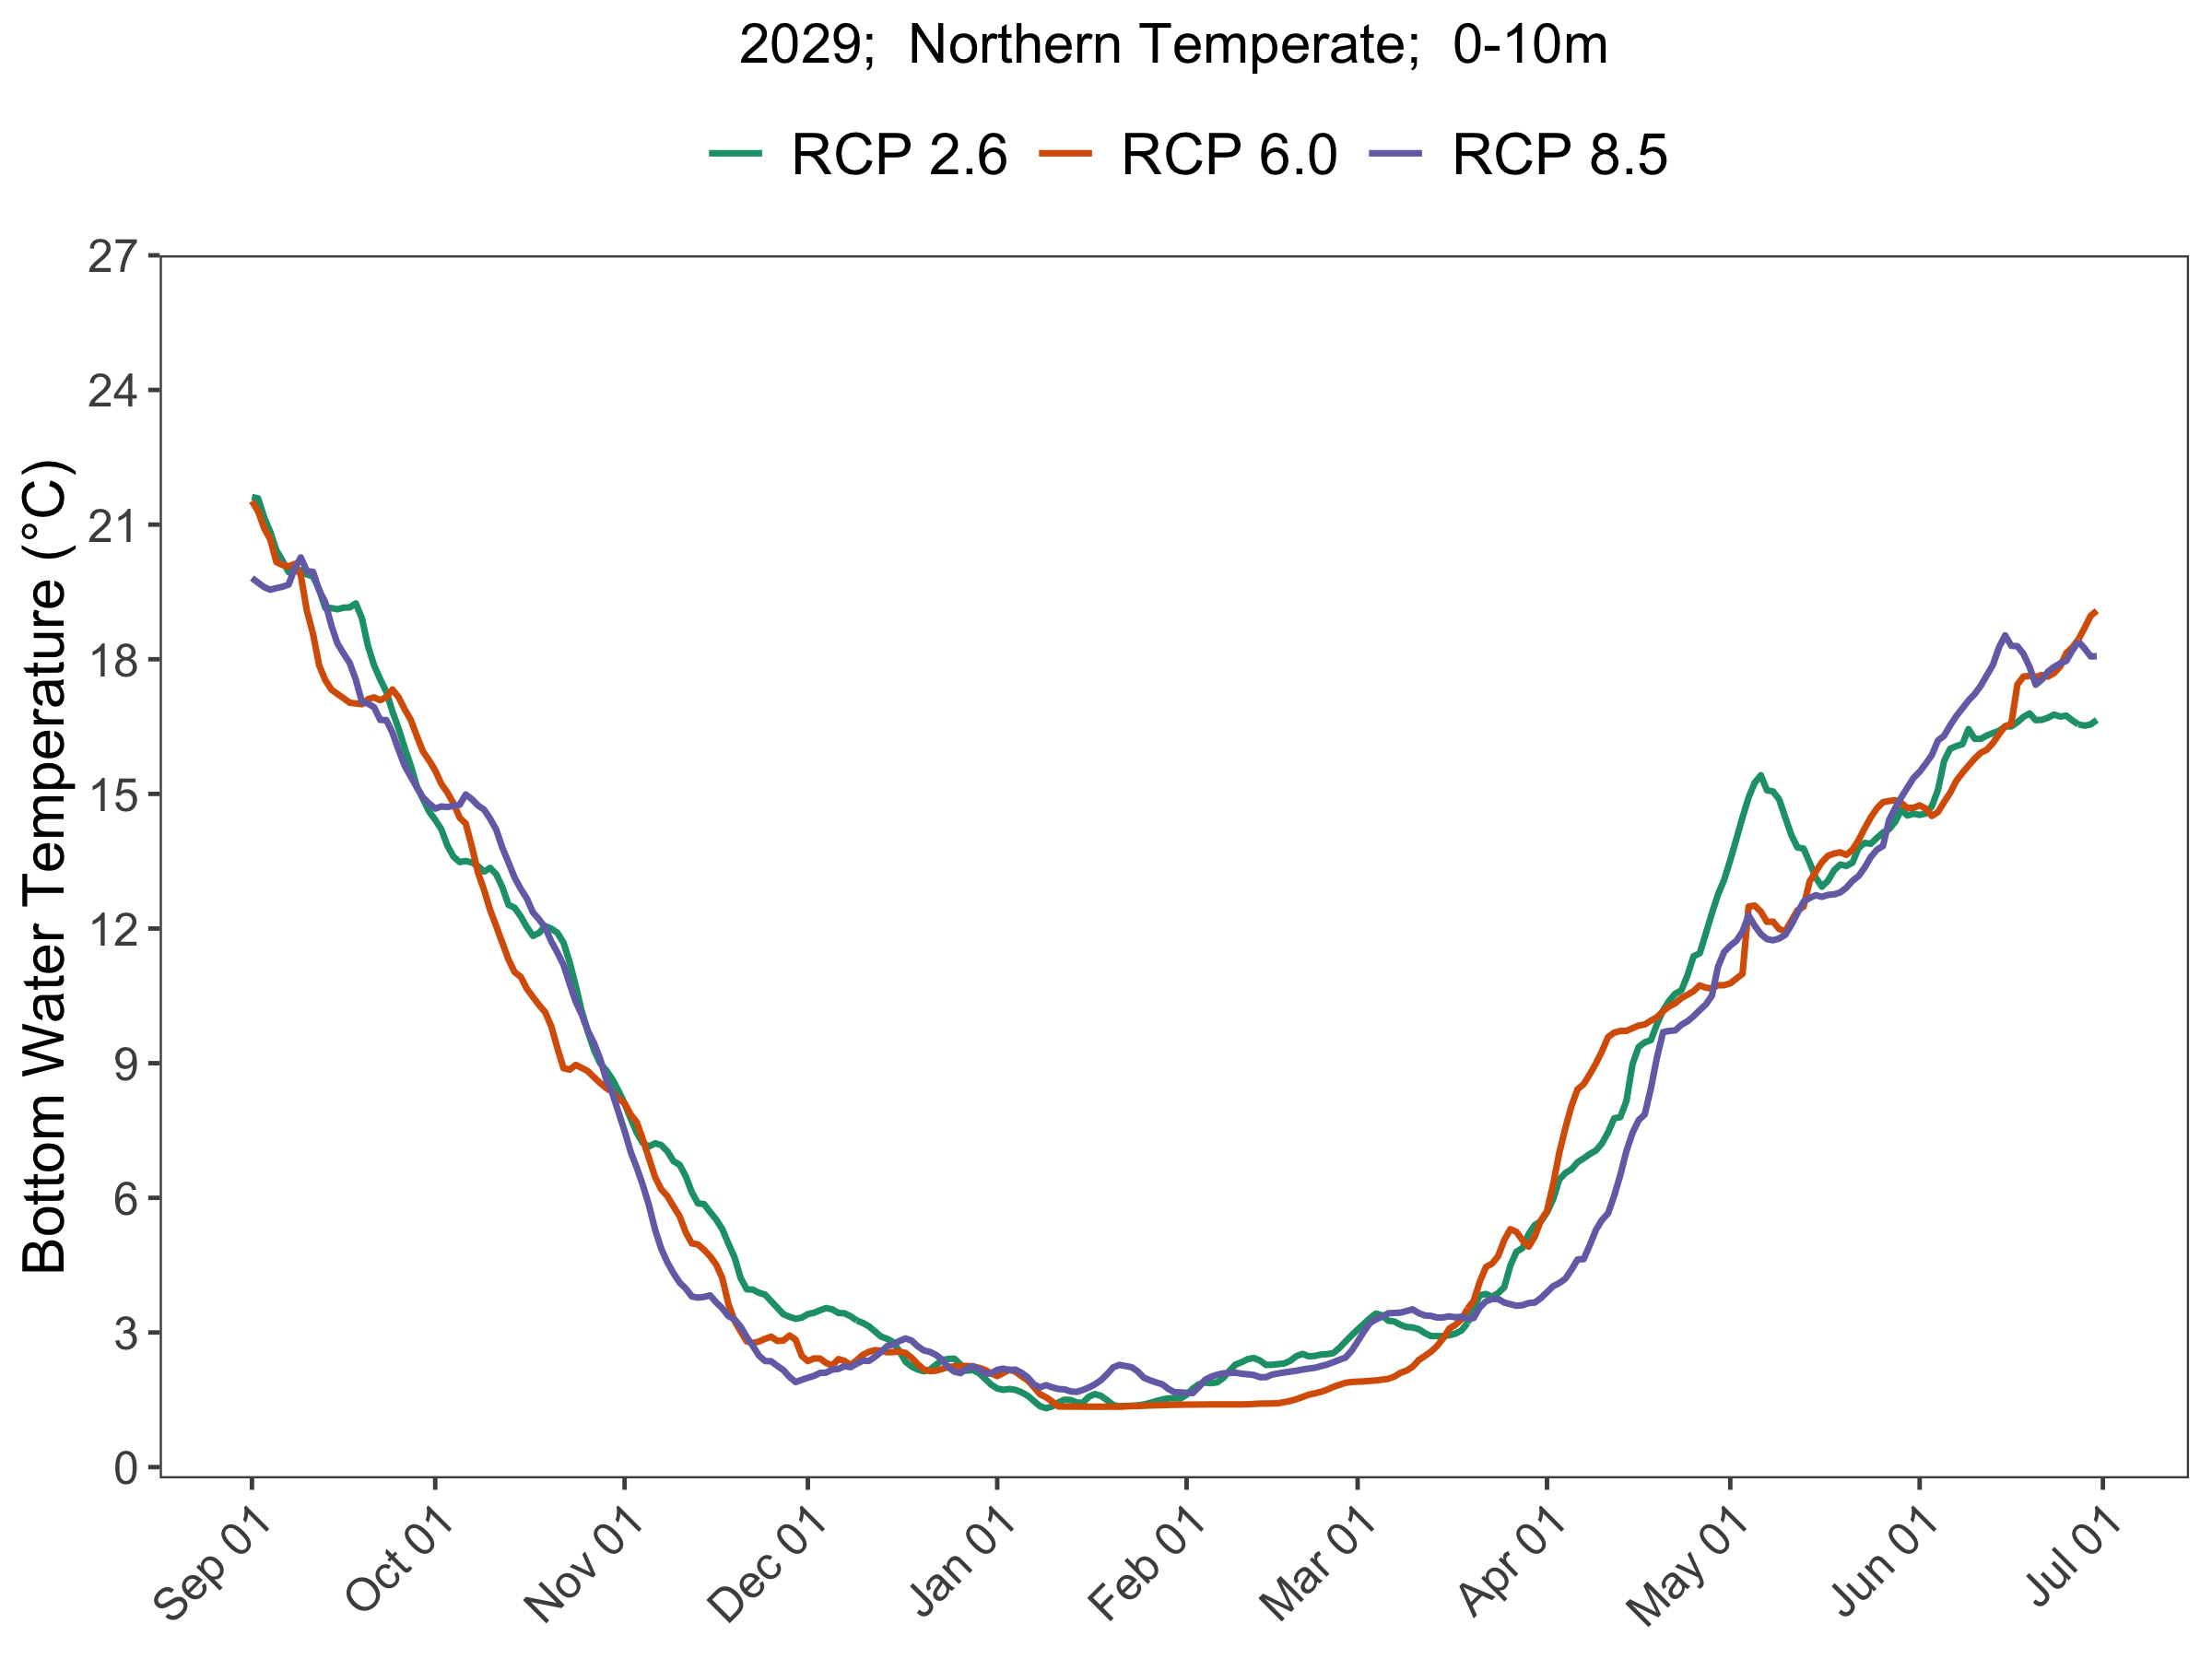 2029;  Northern Temperate;  0-10m
RCP 2.6 RCP 6.0 RCP 8.5
Bottom Water Temperature (°C)
27
24
21
18
15
12
9
6
3
0
Sep 01 Oct 01 Nov 01 Dec 01 Jan 01 Feb 01 Mar 01 Apr 01 May 01 Jun 01 Jul 01